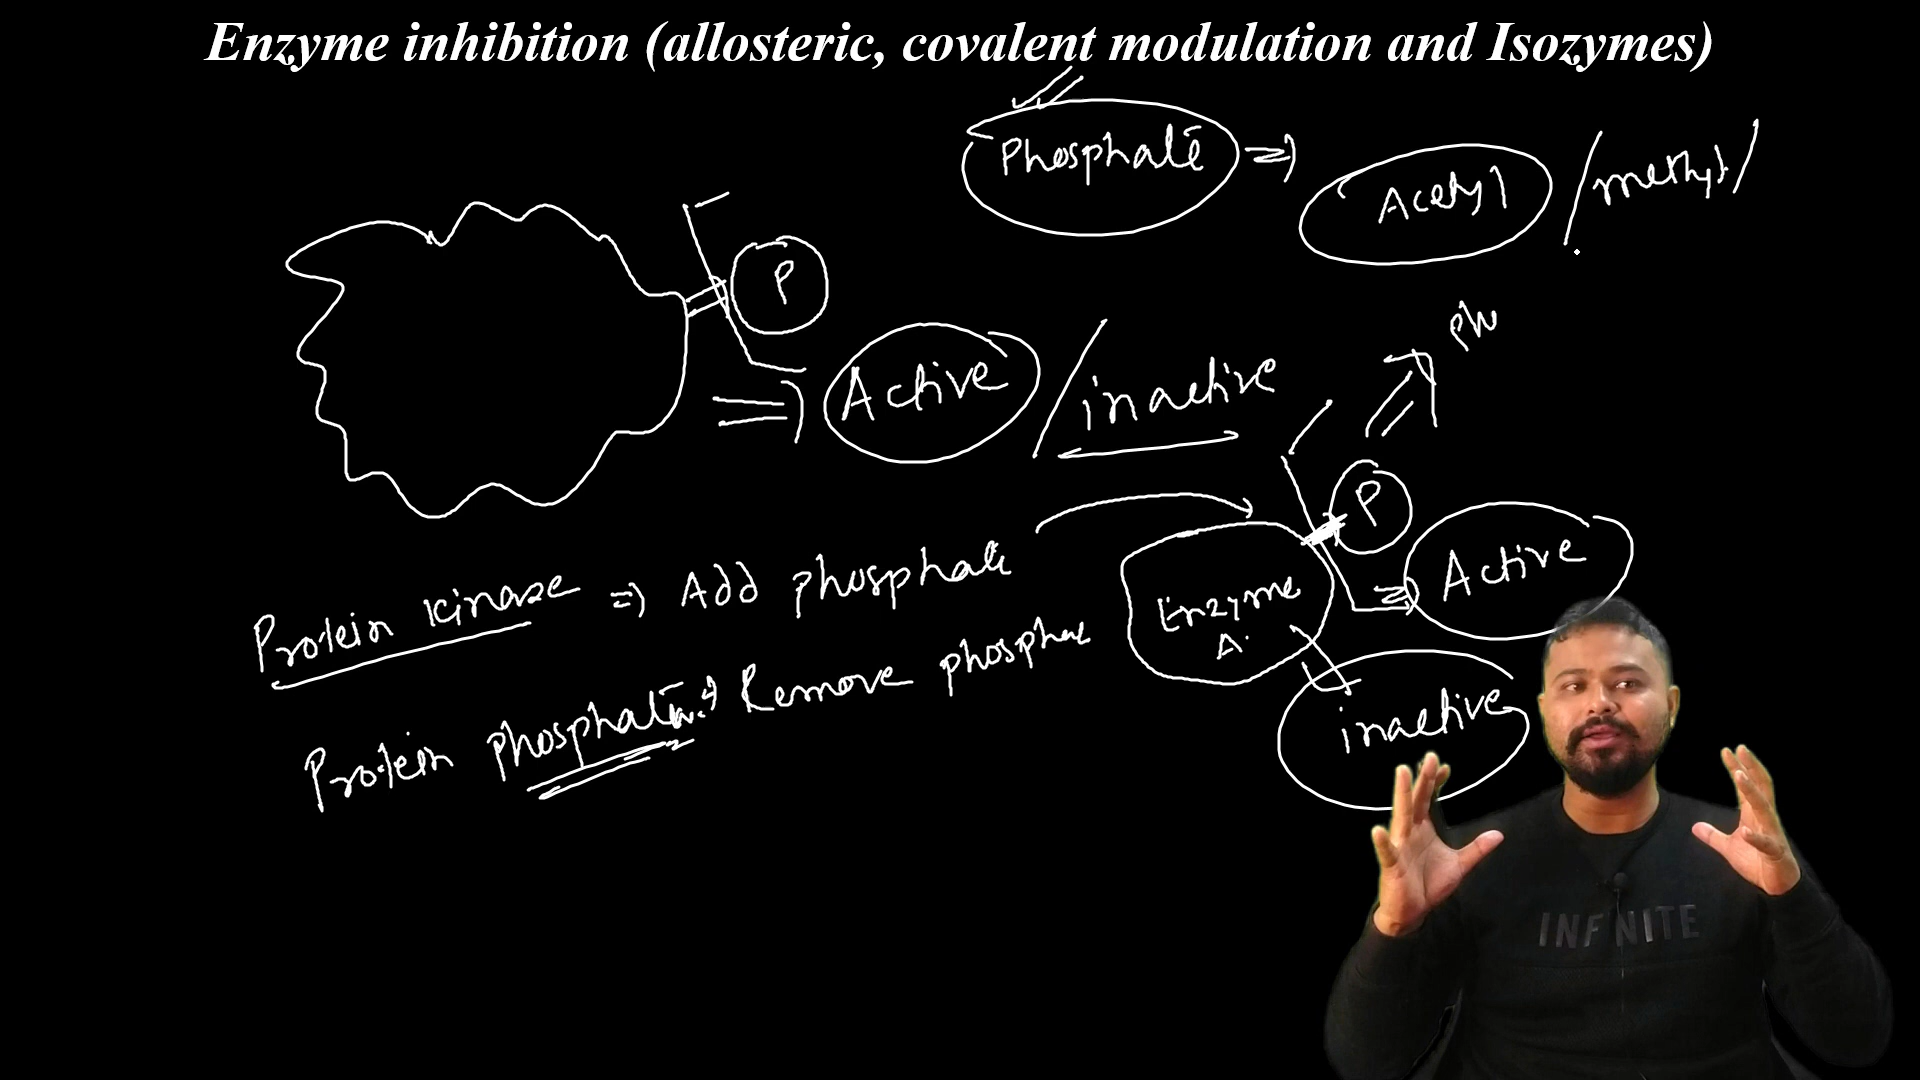 Enzyme inhibition (allosteric, covalent modulation and Isozymes)
Phosphate => Acetyl / methyl /
P
=> Active / inactive
Pho
P
Protein kinase => Add phosphate
Enzyme A. => Active
Protein phosphatase => Remove phosphate
inactive
INFINITE